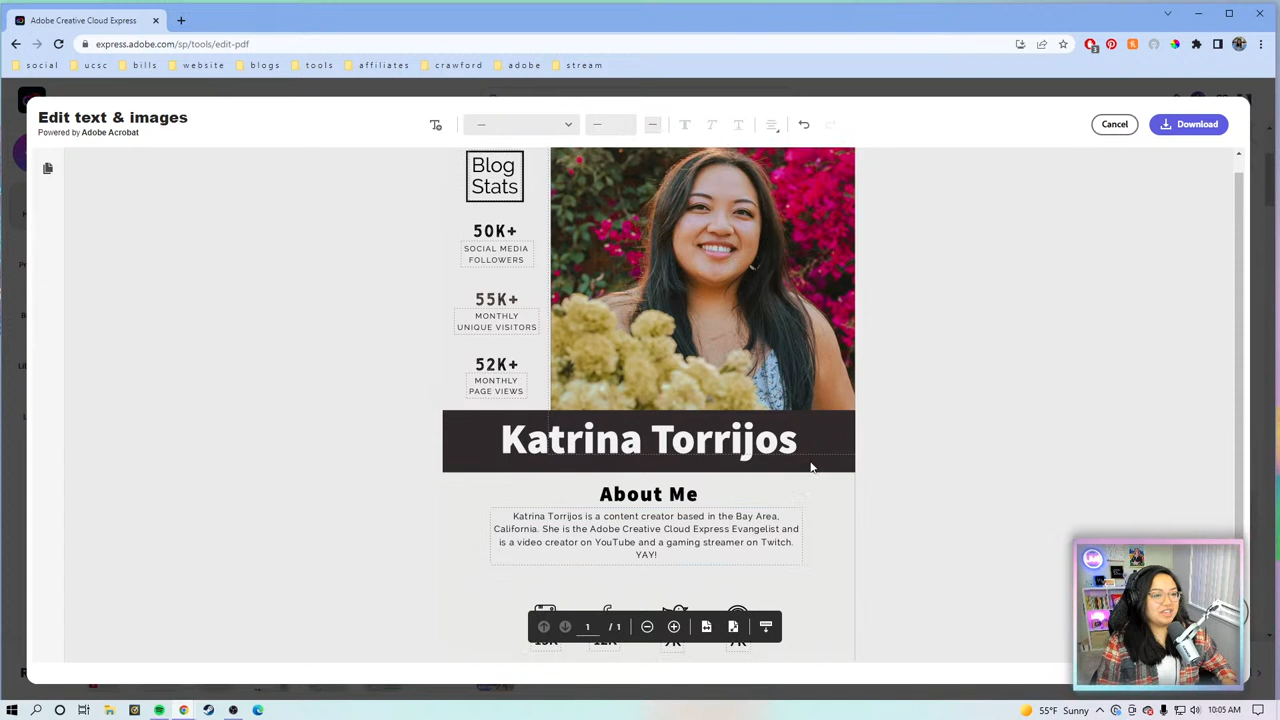 Adobe Creative Cloud Express
express.adobe.com/sp/tools/edit-pdf
3
social
ucsc
bills
website
blogs
tools
affiliates
crawford
adobe
stream
Edit text & images
Powered by Adobe Acrobat
Cancel
Download
Blog
Stats
50K+
SOCIAL MEDIA
FOLLOWERS
55K+
MONTHLY
UNIQUE VISITORS
52K+
MONTHLY
PAGE VIEWS
Katrina Torrijos
About Me
Katrina Torrijos is a content creator based in the Bay Area,
California. She is the Adobe Creative Cloud Express Evangelist and
is a video creator on YouTube and a gaming streamer on Twitch.
YAY!
1 / 1
55°F Sunny
10:05 AM